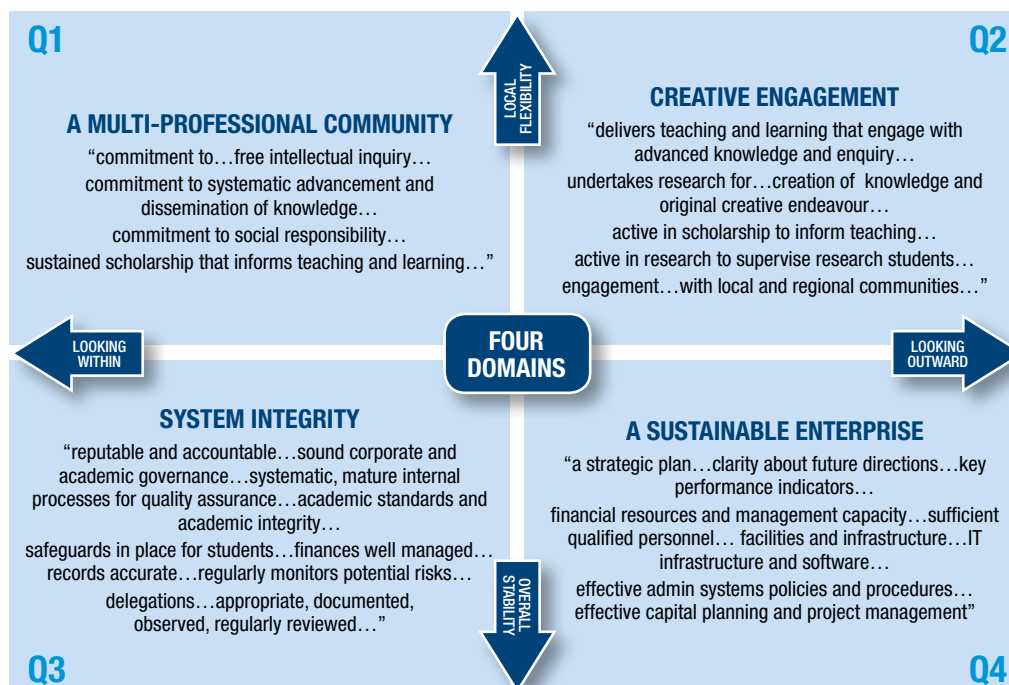 Q1
Q2
LOCAL
FLEXIBILITY
A MULTI-PROFESSIONAL COMMUNITY
“commitment to…free intellectual inquiry…
commitment to systematic advancement and
dissemination of knowledge…
commitment to social responsibility…
sustained scholarship that informs teaching and learning…”
CREATIVE ENGAGEMENT
“delivers teaching and learning that engage with
advanced knowledge and enquiry…
undertakes research for…creation of knowledge and
original creative endeavour…
active in scholarship to inform teaching…
active in research to supervise research students…
engagement…with local and regional communities…”
LOOKING
WITHIN
FOUR
DOMAINS
LOOKING
OUTWARD
SYSTEM INTEGRITY
“reputable and accountable…sound corporate and
academic governance…systematic, mature internal
processes for quality assurance…academic standards and
academic integrity…
safeguards in place for students…finances well managed…
records accurate…regularly monitors potential risks…
delegations…appropriate, documented,
observed, regularly reviewed…”
A SUSTAINABLE ENTERPRISE
“a strategic plan…clarity about future directions…key
performance indicators…
financial resources and management capacity…sufficient
qualified personnel… facilities and infrastructure…IT
infrastructure and software…
effective admin systems policies and procedures…
effective capital planning and project management”
OVERALL
STABILITY
Q3
Q4